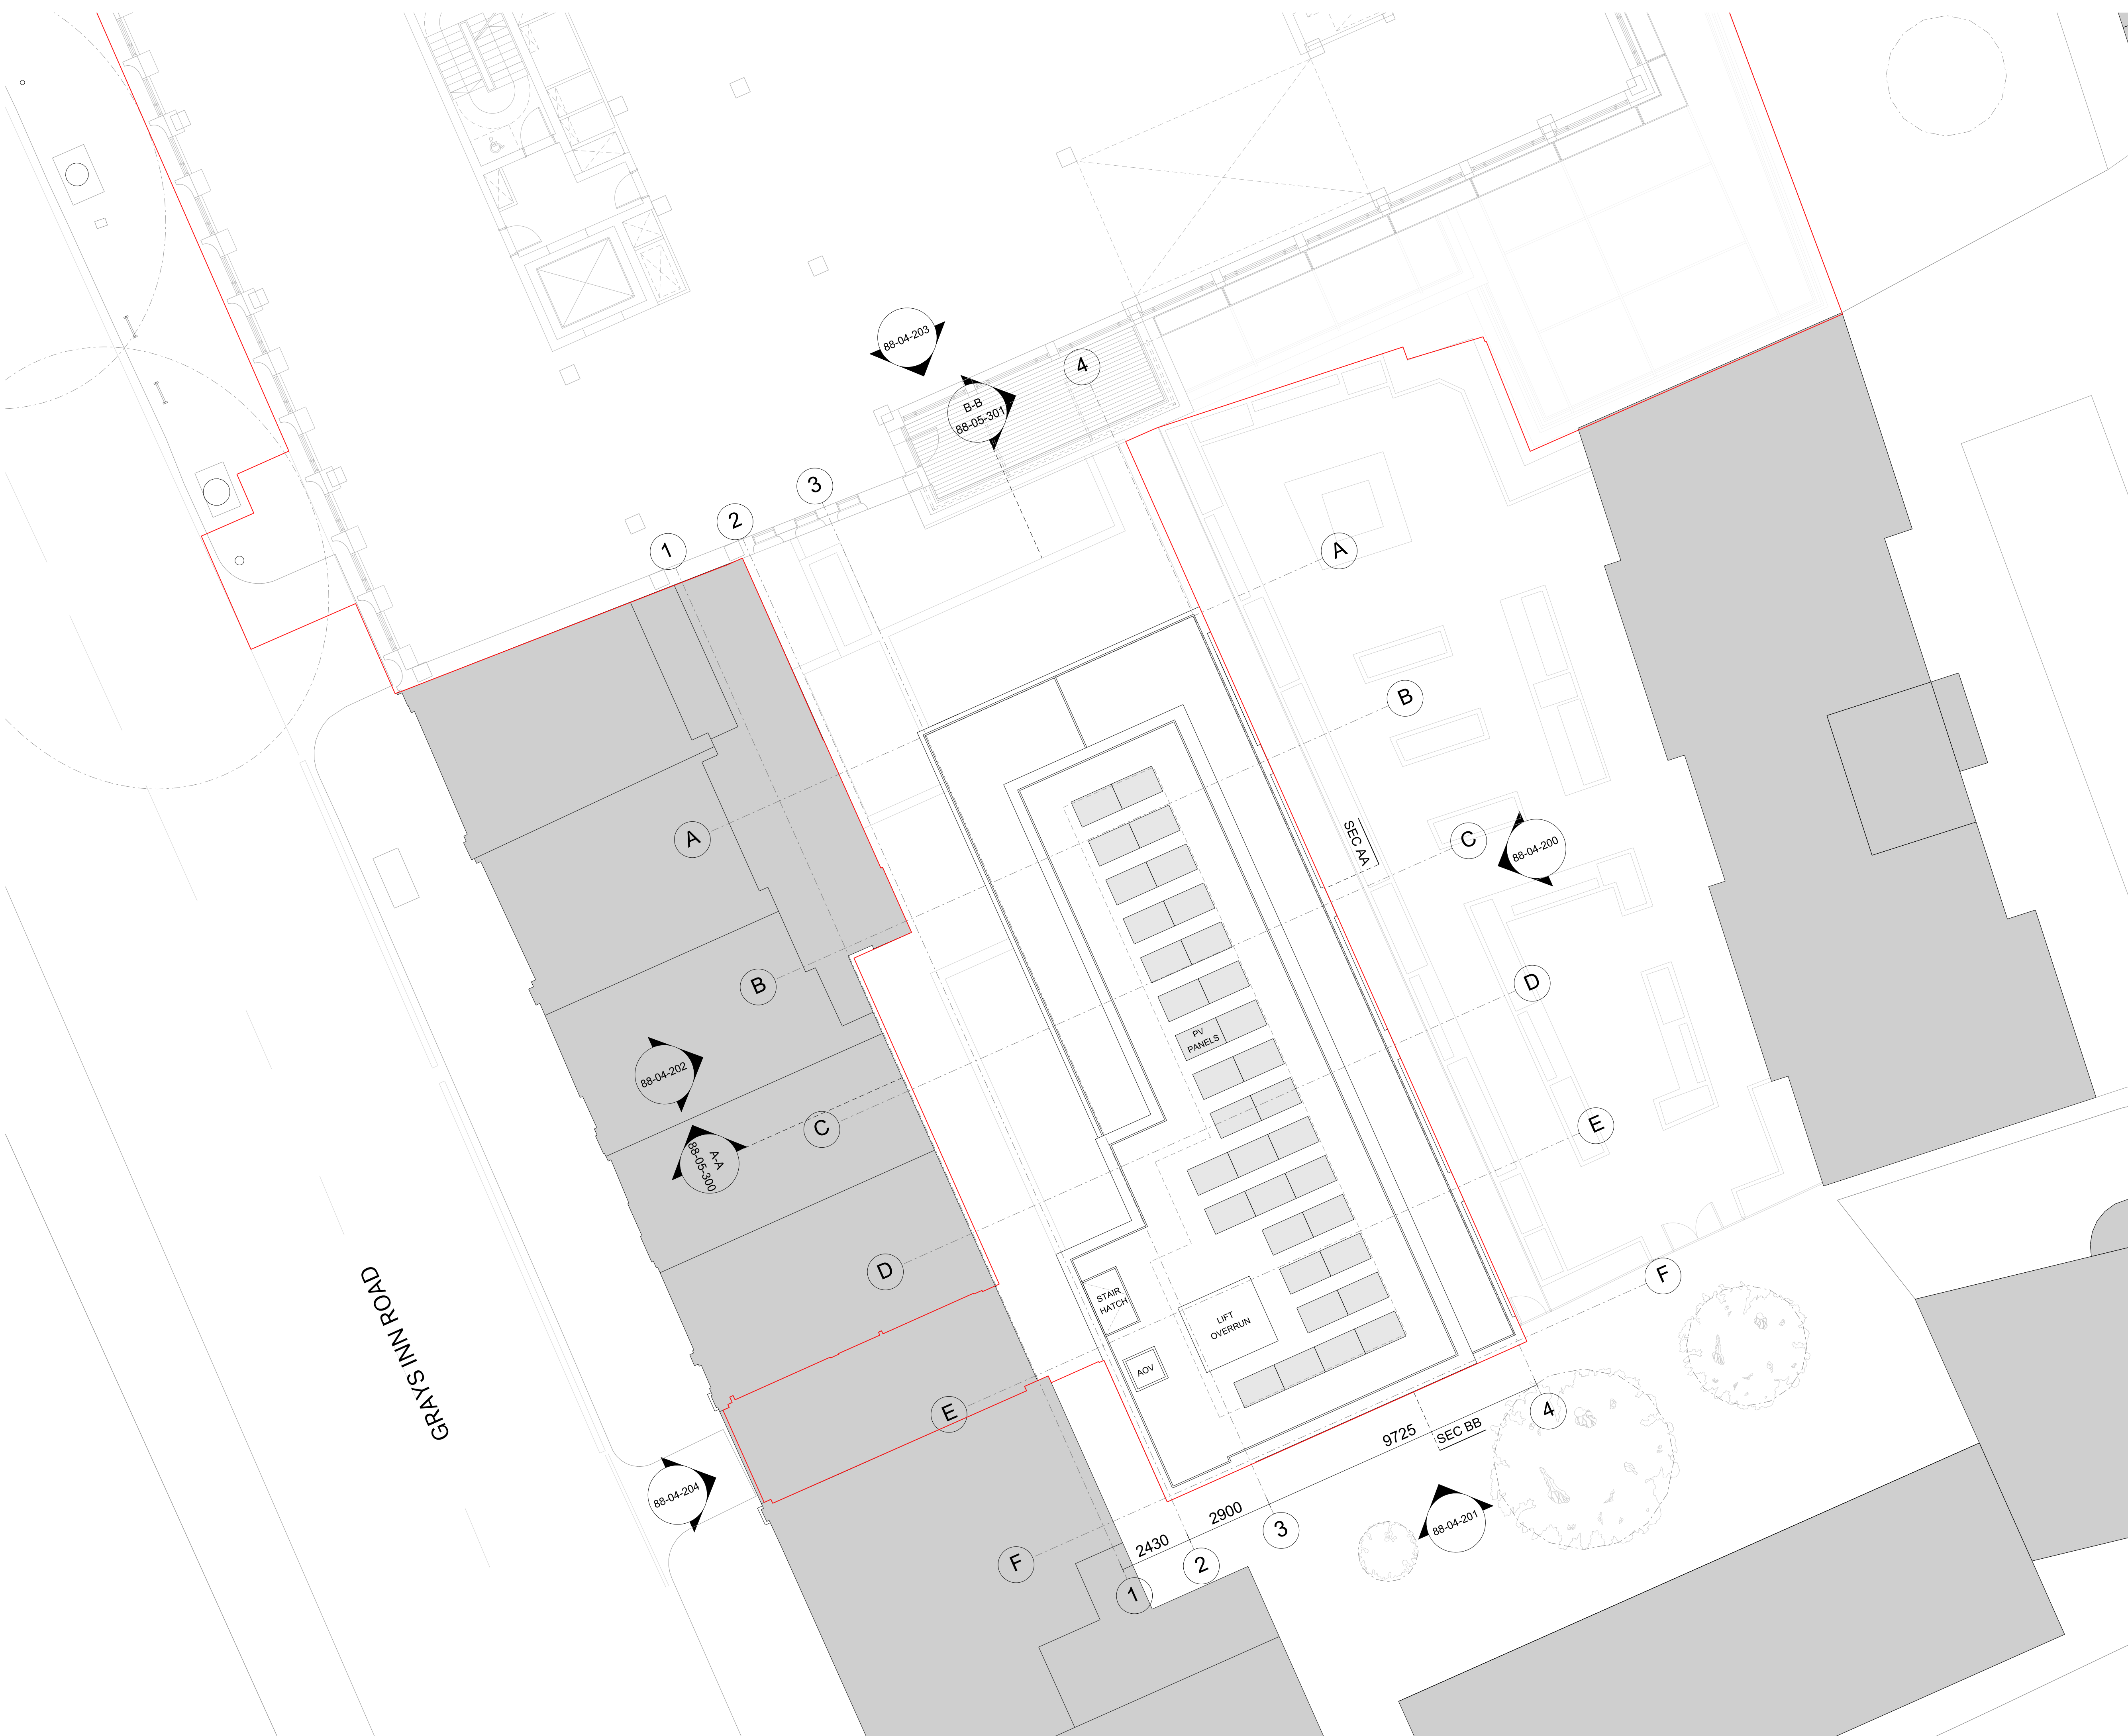 88-04-203
4
B-B
88-05-301
3
2
1
A
B
A
SEC AA
C
88-04-200
B
D
PV
PANELS
88-04-202
C
E
A-A
88-05-300
D
F
STAIR
HATCH
LIFT
OVERRUN
GRAYS INN ROAD
AOV
E
4
9725
SEC BB
88-04-204
2900
88-04-201
3
2430
F
2
1